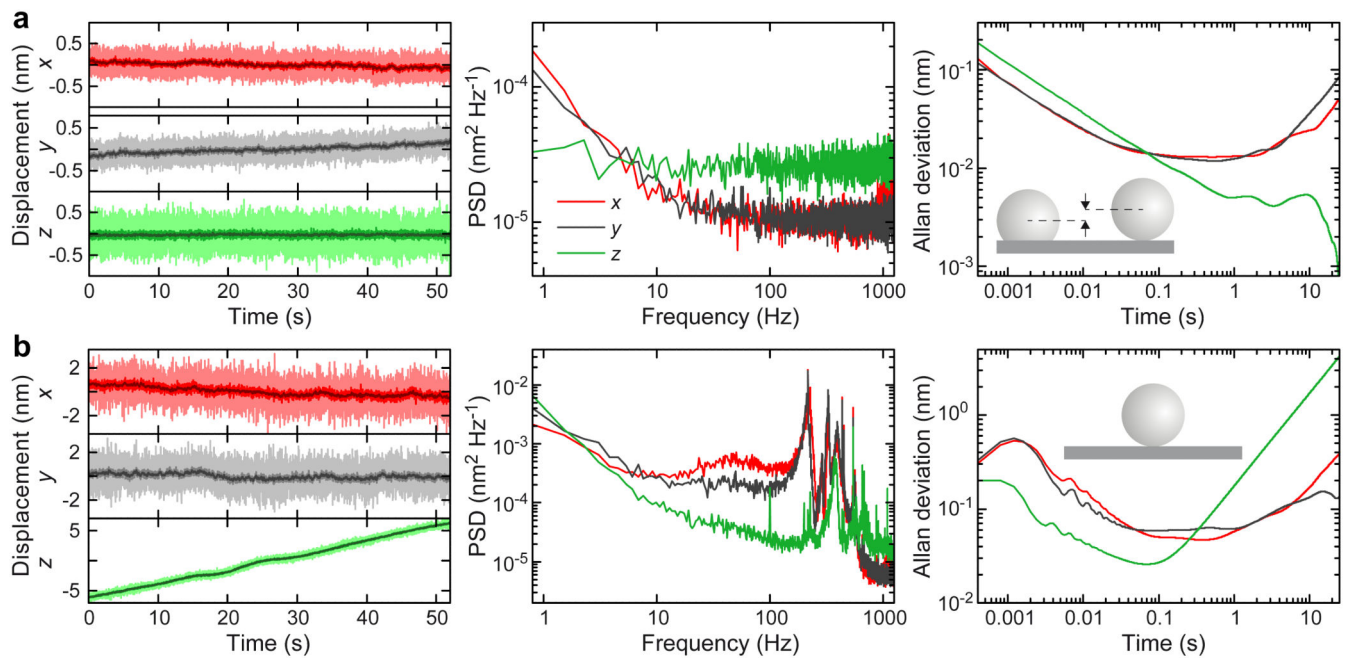 a
Displacement (nm)
x
0.5
-0.5
y
0.5
-0.5
z
0.5
-0.5
0 10 20 30 40 50
Time (s)
PSD (nm² Hz⁻¹)
10⁻⁴
10⁻⁵
x
y
z
1 10 100 1000
Frequency (Hz)
Allan deviation (nm)
10⁻¹
10⁻²
10⁻³
0.001 0.01 0.1 1 10
Time (s)
b
Displacement (nm)
x
2
-2
y
2
-2
z
5
-5
0 10 20 30 40 50
Time (s)
PSD (nm² Hz⁻¹)
10⁻²
10⁻³
10⁻⁴
10⁻⁵
1 10 100 1000
Frequency (Hz)
Allan deviation (nm)
10⁰
10⁻¹
10⁻²
0.001 0.01 0.1 1 10
Time (s)